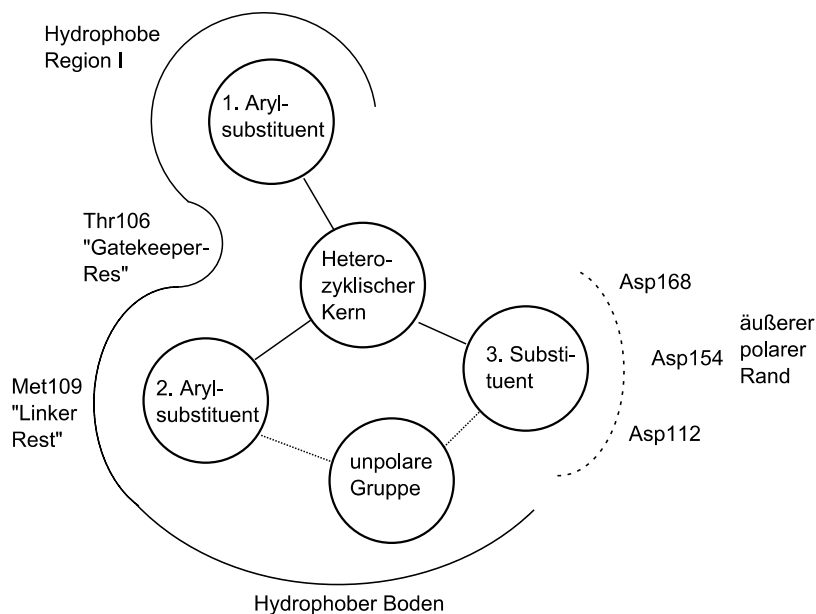 Hydrophobe
Region I
1. Aryl-
substituent
Thr106
"Gatekeeper-
Res"
Hetero-
zyklischer
Kern
Asp168
äußerer
polarer
Rand
Asp154
3. Substi-
tuent
Met109
"Linker
Rest"
2. Aryl-
substituent
Asp112
unpolare
Gruppe
Hydrophober Boden